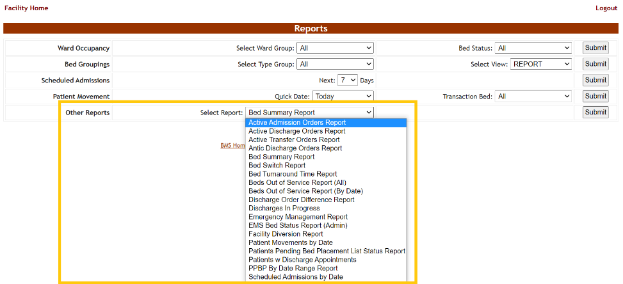 Facility Home Logout
Reports
Ward Occupancy Select Ward Group: All Bed Status: All Submit
Bed Groupings Select Type Group: All Select View: REPORT Submit
Scheduled Admissions Next: 7 Days Submit
Patient Movement Quick Date: Today Transaction Bed: All Submit
Other Reports Select Report: Bed Summary Report Submit
Active Admission Orders Report
Active Discharge Orders Report
Active Transfer Orders Report
Antic Discharge Orders Report
BMS Hom
Bed Summary Report
Bed Switch Report
Bed Turnaround Time Report
Beds Out of Service Report (All)
Beds Out of Service Report (By Date)
Discharge Order Difference Report
Discharges In Progress
Emergency Management Report
EMS Bed Status Report (Admin)
Facility Diversion Report
Patient Movements by Date
Patients Pending Bed Placement List Status Report
Patients w Discharge Appointments
PPBP By Date Range Report
Scheduled Admissions by Date